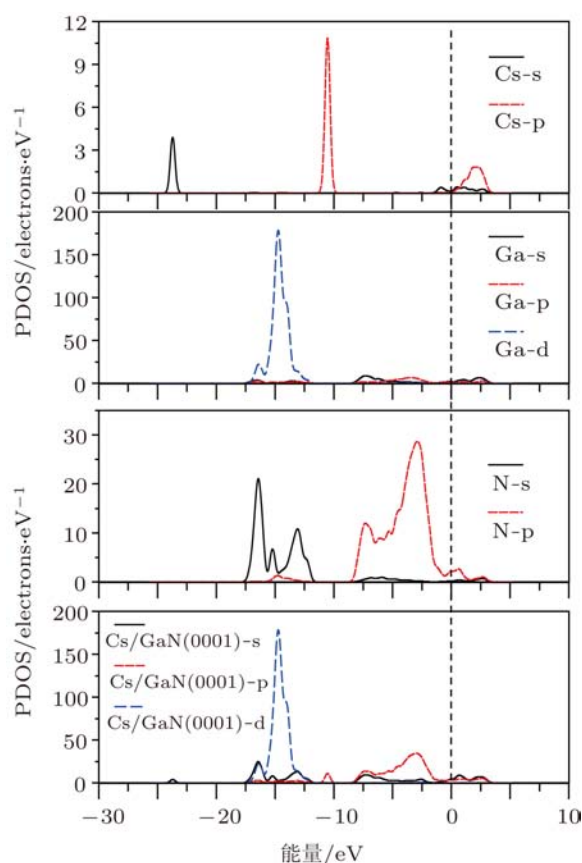 12
9
6
3
0
Cs-s
Cs-p
PDOS/electrons·eV⁻¹
200
150
100
50
0
Ga-s
Ga-p
Ga-d
30
20
10
0
N-s
N-p
PDOS/electrons·eV⁻¹
200
150
100
50
0
Cs/GaN(0001)-s
Cs/GaN(0001)-p
Cs/GaN(0001)-d
−30 −20 −10 0 10
能量/eV